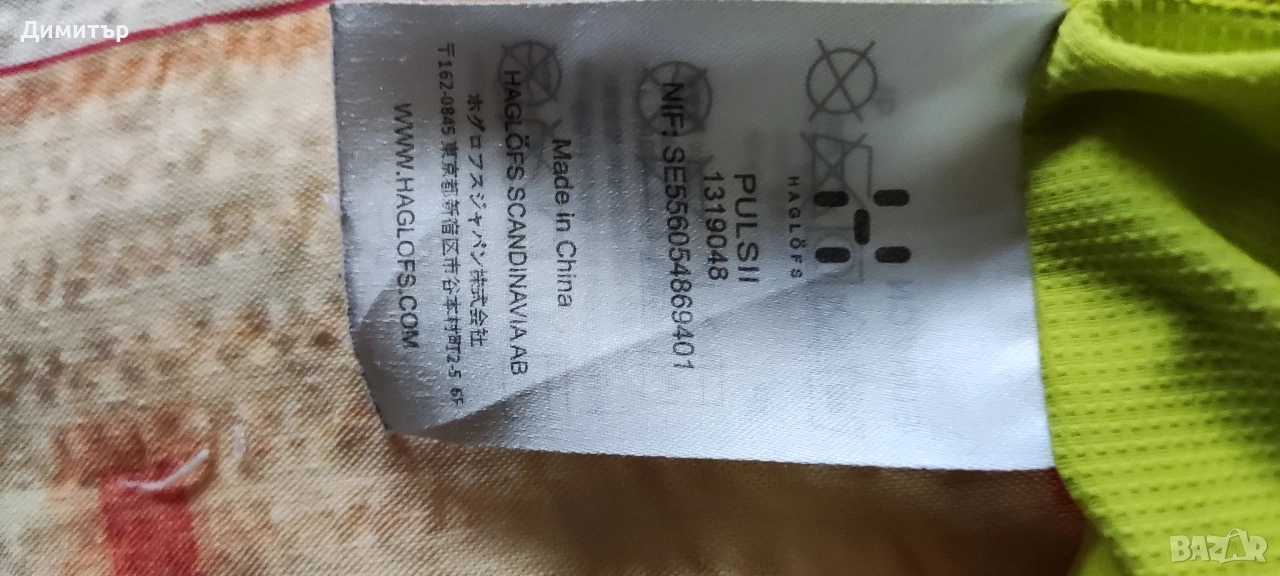 Димитър
HAGLÖFS
PULSII
1319048
NIF: SE556054869401
Made in China
HAGLÖFS SCANDINAVIA AB
ホグロフスジャパン株式会社
〒162-0845 東京都新宿区市谷本村町2-5 6F
WWW.HAGLOFS.COM
BAZAR